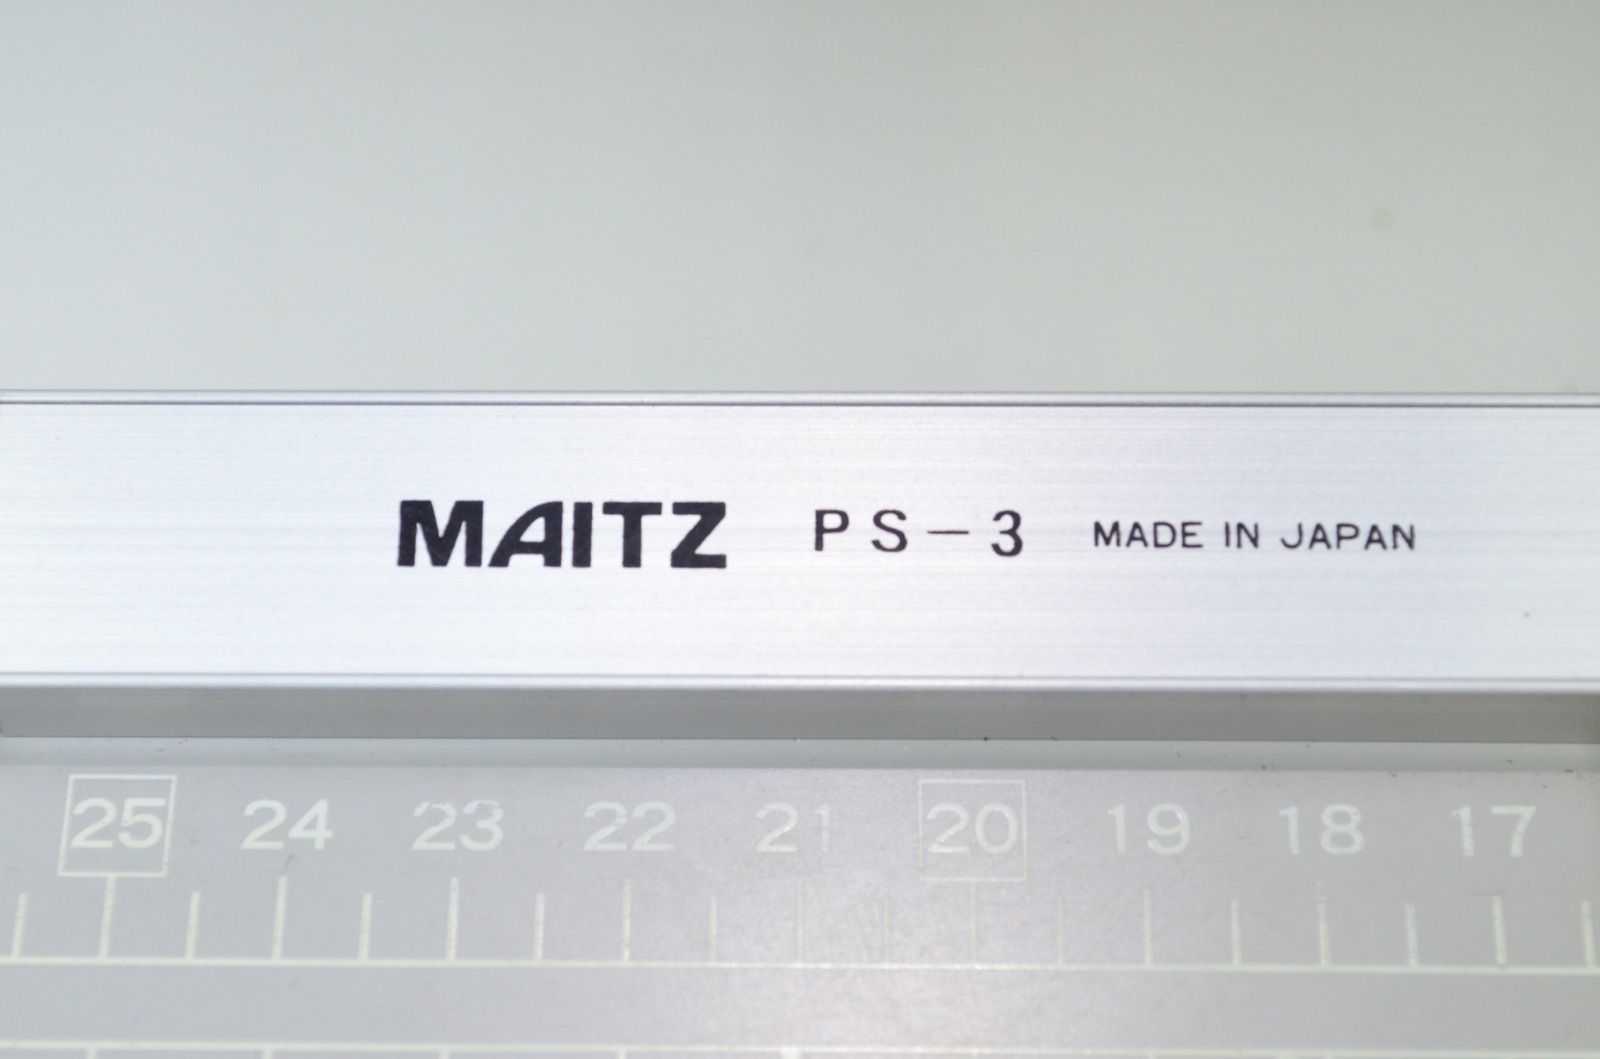 MAITZ PS-3 MADE IN JAPAN
25 24 23 22 21 20 19 18 17